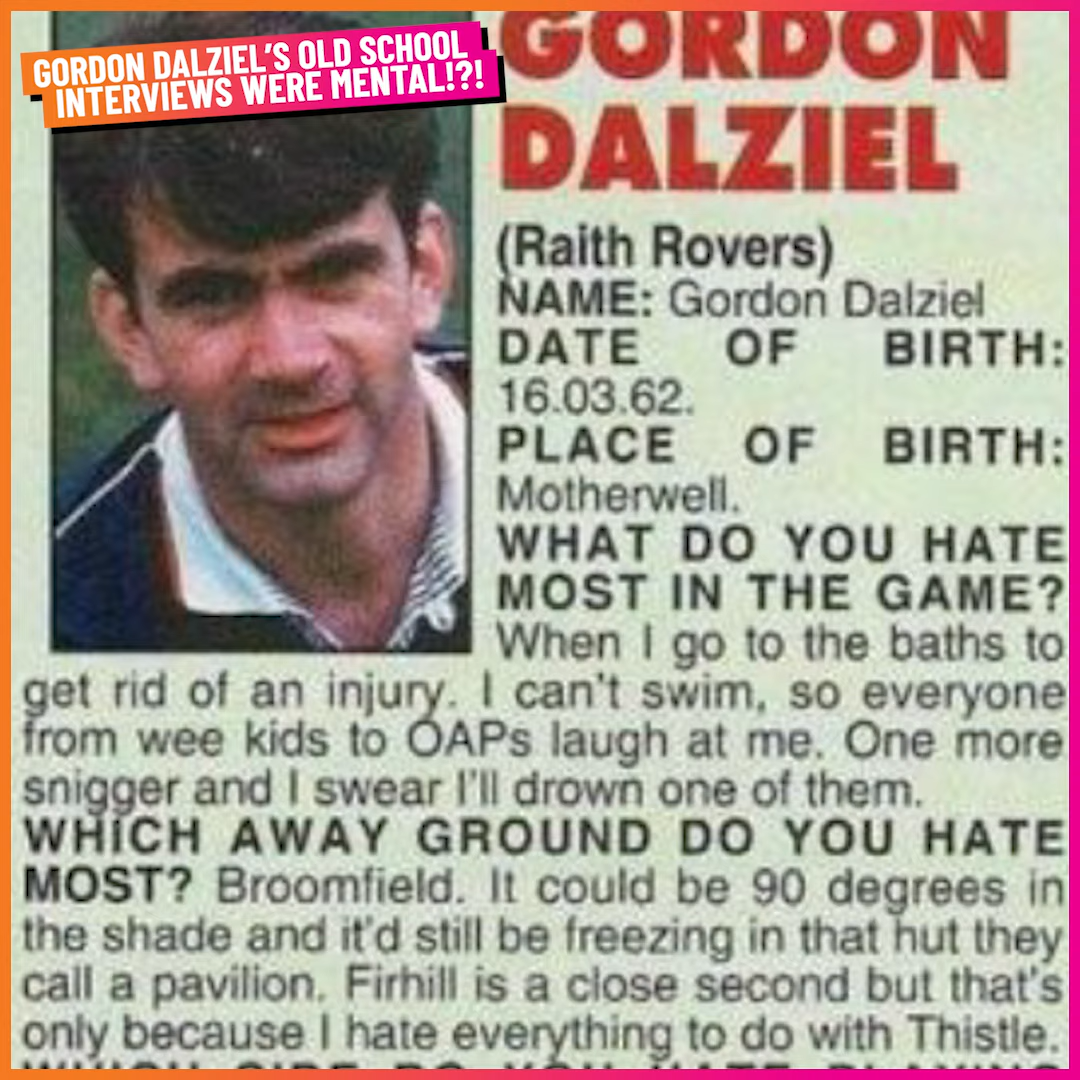 GORDON DALZIEL'S OLD SCHOOL
INTERVIEWS WERE MENTAL!?!
GORDON
DALZIEL
(Raith Rovers)
NAME: Gordon Dalziel
DATE OF BIRTH:
16.03.62.
PLACE OF BIRTH:
Motherwell.
WHAT DO YOU HATE
MOST IN THE GAME?
When I go to the baths to
get rid of an injury. I can't swim, so everyone
from wee kids to OAPs laugh at me. One more
snigger and I swear I'll drown one of them.
WHICH AWAY GROUND DO YOU HATE
MOST? Broomfield. It could be 90 degrees in
the shade and it'd still be freezing in that hut they
call a pavilion. Firhill is a close second but that's
only because I hate everything to do with Thistle.